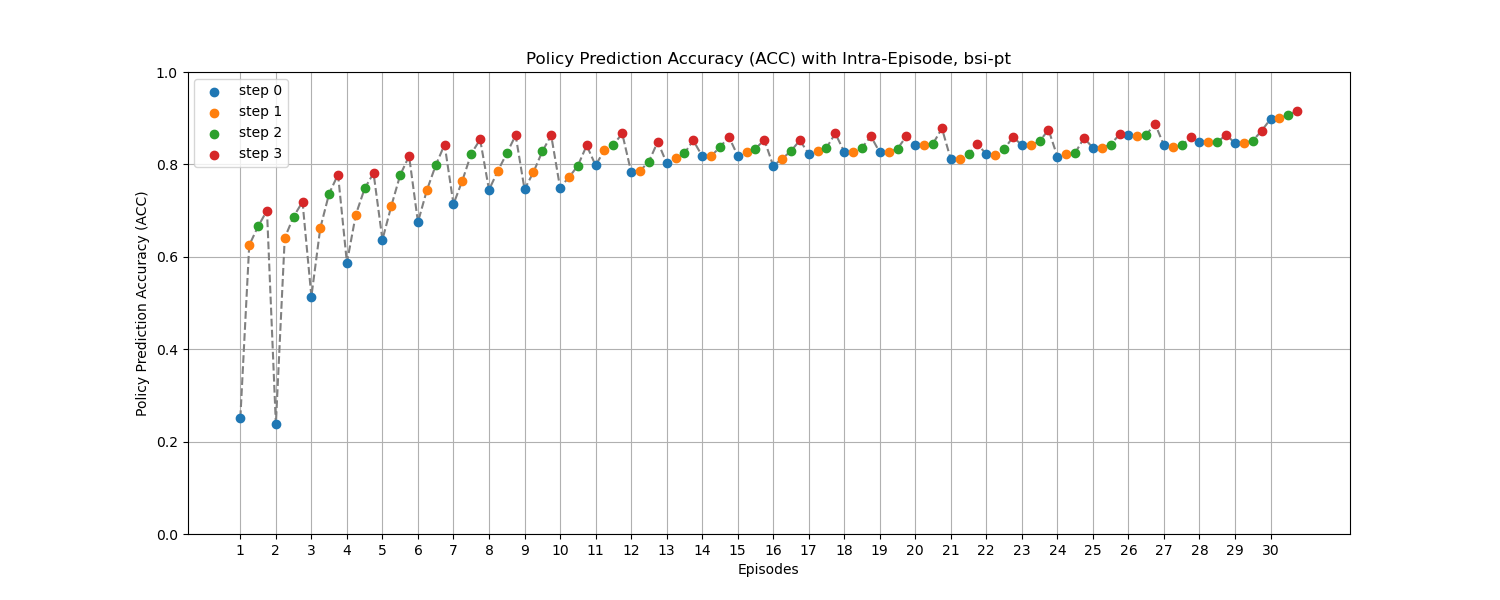 Policy Prediction Accuracy (ACC) with Intra-Episode, bsi-pt
1.0
0.8
0.6
0.4
0.2
0.0
Policy Prediction Accuracy (ACC)
step 0
step 1
step 2
step 3
1 2 3 4 5 6 7 8 9 10 11 12 13 14 15 16 17 18 19 20 21 22 23 24 25 26 27 28 29 30
Episodes